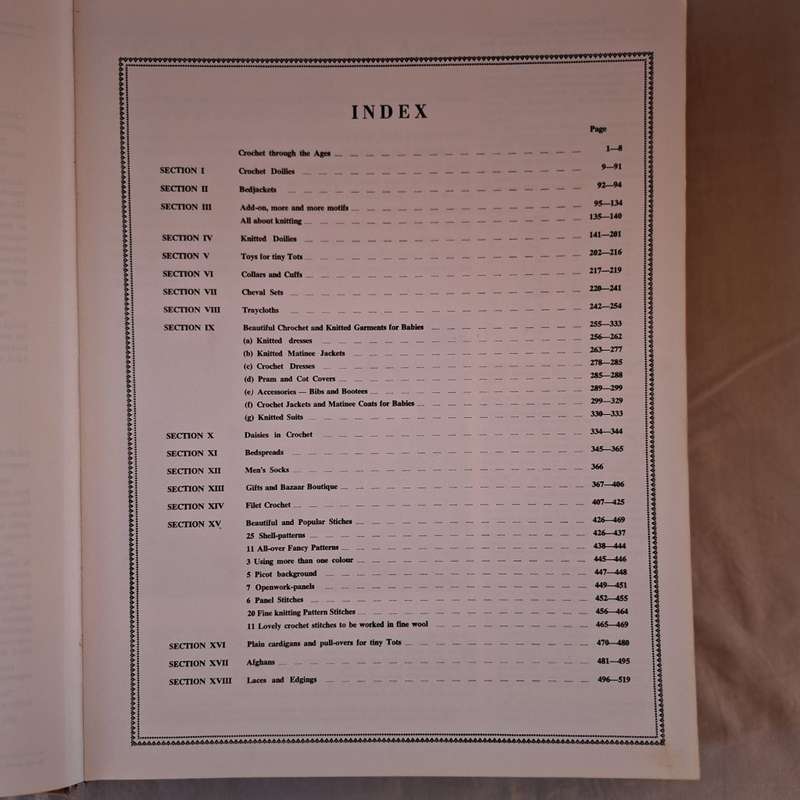 INDEX
Page
Crochet through the Ages 1—8
SECTION I Crochet Doilies 9—91
SECTION II Bedjackets 92—94
SECTION III Add-on, more and more motifs 95—134
All about knitting 135—140
SECTION IV Knitted Doilies 141—201
SECTION V Toys for tiny Tots 202—216
SECTION VI Collars and Cuffs 217—219
SECTION VII Cheval Sets 220—241
SECTION VIII Traycloths 242—254
SECTION IX Beautiful Chrochet and Knitted Garments for Babies 255—333
(a) Knitted dresses 256—262
(b) Knitted Matinee Jackets 263—277
(c) Crochet Dresses 278—285
(d) Pram and Cot Covers 285—288
(e) Accessories — Bibs and Bootees 289—299
(f) Crochet Jackets and Matinee Coats for Babies 299—329
(g) Knitted Suits 330—333
SECTION X Daisies in Crochet 334—344
SECTION XI Bedspreads 345—365
SECTION XII Men's Socks 366
SECTION XIII Gifts and Bazaar Boutique 367—406
SECTION XIV Filet Crochet 407—425
SECTION XV Beautiful and Popular Stiches 426—469
25 Shell-patterns 426—437
11 All-over Fancy Patterns 438—444
3 Using more than one colour 445—446
5 Picot background 447—448
7 Openwork-panels 449—451
6 Panel Stitches 452—455
20 Fine knitting Pattern Stitches 456—464
11 Lovely crochet stitches to be worked in fine wool 465—469
SECTION XVI Plain cardigans and pull-overs for tiny Tots 470—480
SECTION XVII Afghans 481—495
SECTION XVIII Laces and Edgings 496—519